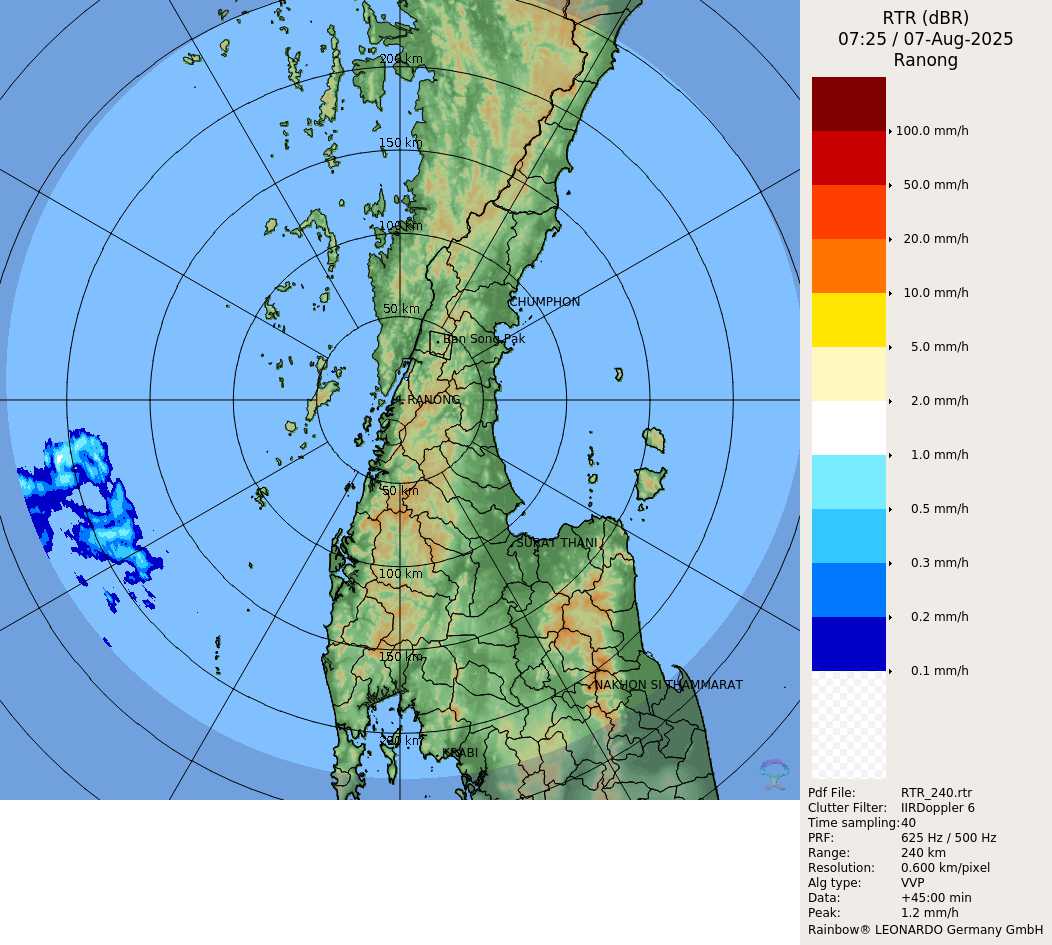 RTR (dBR)
07:25 / 07-Aug-2025
Ranong
200 km
150 km
100 km
50 km
CHUMPHON
Ban Song Pak
RANONG
50 km
SURAT THANI
100 km
150 km
NAKHON SI THAMMARAT
200 km
KRABI
100.0 mm/h
50.0 mm/h
20.0 mm/h
10.0 mm/h
5.0 mm/h
2.0 mm/h
1.0 mm/h
0.5 mm/h
0.3 mm/h
0.2 mm/h
0.1 mm/h
Pdf File: RTR_240.rtr
Clutter Filter: IIRDoppler 6
Time sampling:40
PRF: 625 Hz / 500 Hz
Range: 240 km
Resolution: 0.600 km/pixel
Alg type: VVP
Data: +45:00 min
Peak: 1.2 mm/h
Rainbow® LEONARDO Germany GmbH